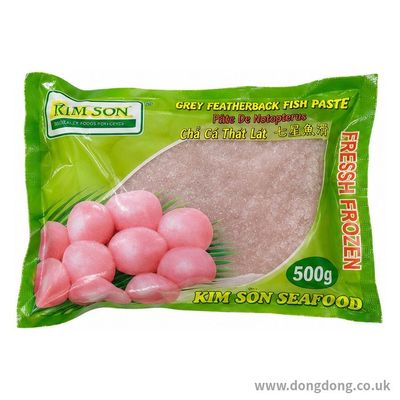 KIM SON
GREY FEATHERBACK FISH PASTE
Pâte De Notopterus
Chả Cá Thát Lát 七星魚滑
FRESSH FROZEN
500g
KIM SON SEAFOOD
www.dongdong.co.uk